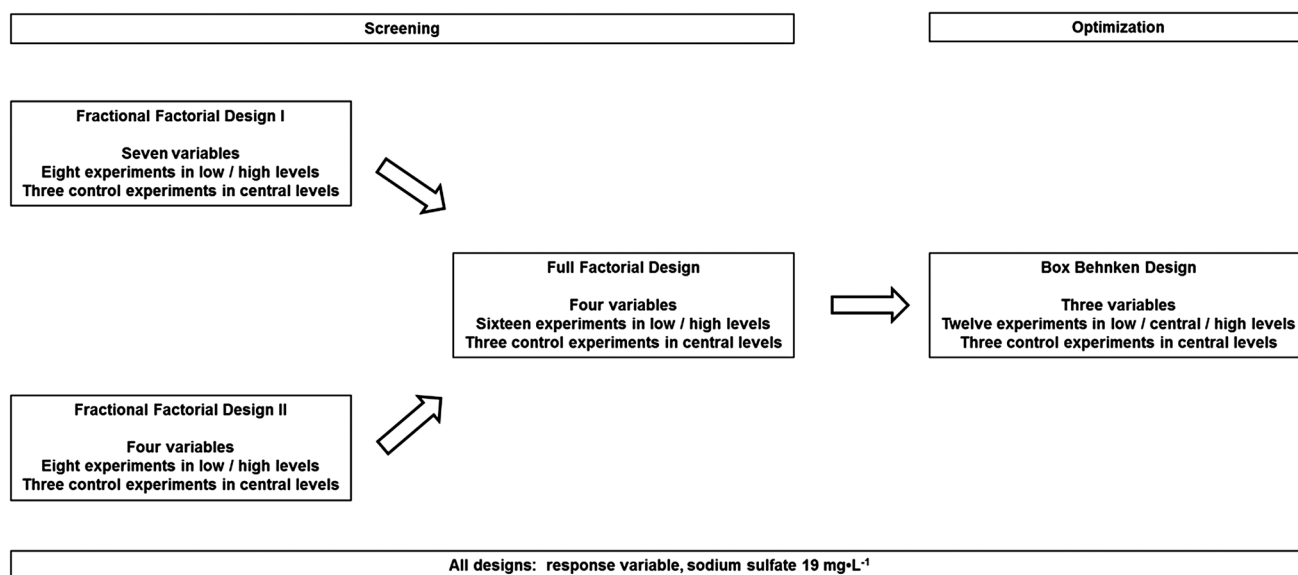 Screening
Optimization
Fractional Factorial Design I
Seven variables
Eight experiments in low / high levels
Three control experiments in central levels
Full Factorial Design
Four variables
Sixteen experiments in low / high levels
Three control experiments in central levels
Box Behnken Design
Three variables
Twelve experiments in low / central / high levels
Three control experiments in central levels
Fractional Factorial Design II
Four variables
Eight experiments in low / high levels
Three control experiments in central levels
All designs: response variable, sodium sulfate 19 mg•L⁻¹